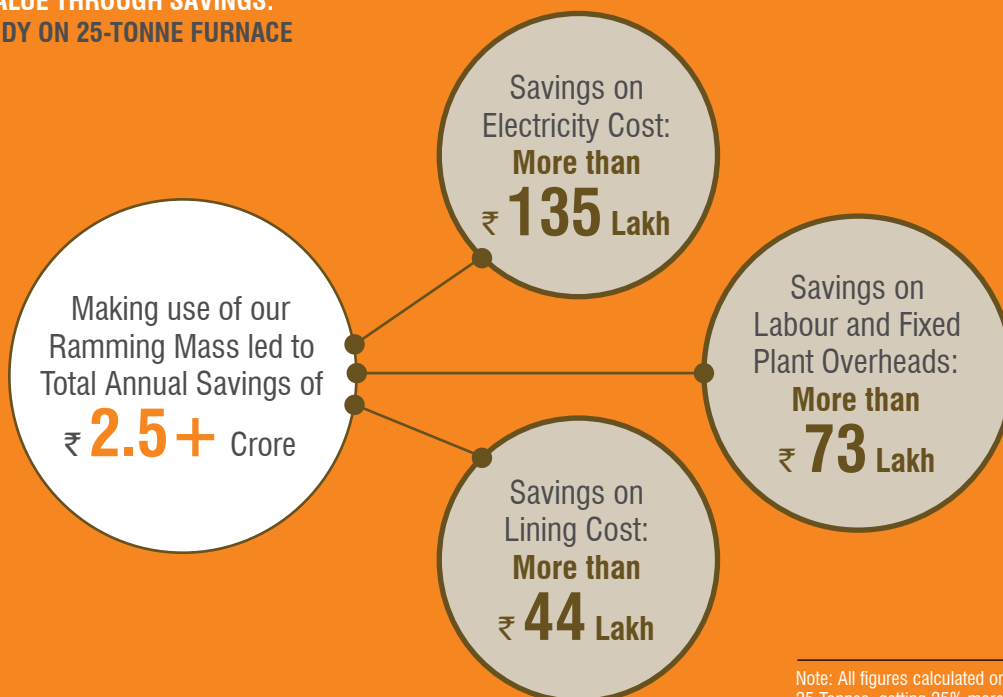 THROUGH SAVINGS:
ON 25-TONNE FURNACE
Making use of our
Ramming Mass led to
Total Annual Savings of
₹ 2.5+ Crore
Savings on
Electricity Cost:
More than
₹ 135 Lakh
Savings on
Labour and Fixed
Plant Overheads:
More than
₹ 73 Lakh
Savings on
Lining Cost:
More than
₹ 44 Lakh
Note: All figures calculated on